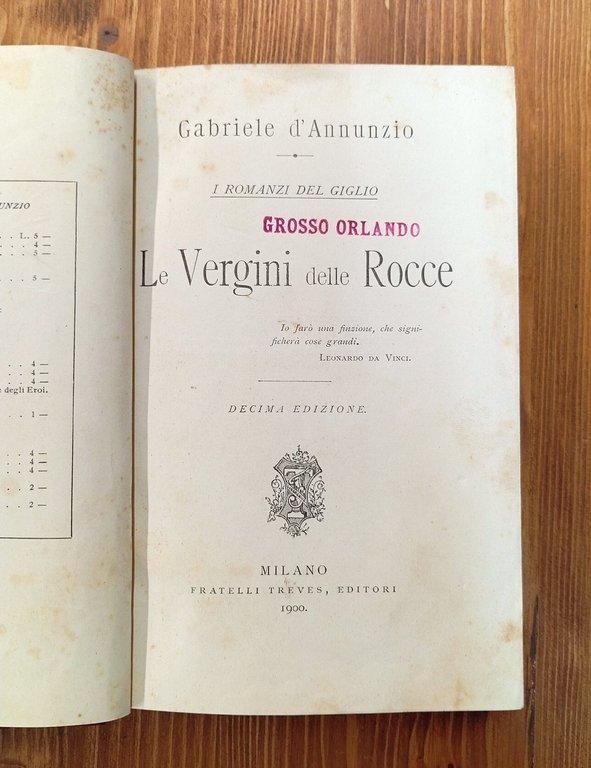 UNZIO
. . L. 5 —
. . . 4 —
. . . 5 —
. . . 5 —
. . . 4 —
. . . 4 —
. . . 4 —
degli Eroi.
. . . 1 —
. . . 4 —
. . . 4 —
. . . 4 —
. . . 2 —
. . . 2 —
Gabriele d'Annunzio
I ROMANZI DEL GIGLIO
GROSSO ORLANDO
Le Vergini delle Rocce
Io farò una finzione, che signi-
ficherà cose grandi.
LEONARDO DA VINCI.
DECIMA EDIZIONE.
MILANO
FRATELLI TREVES, EDITORI
1900.